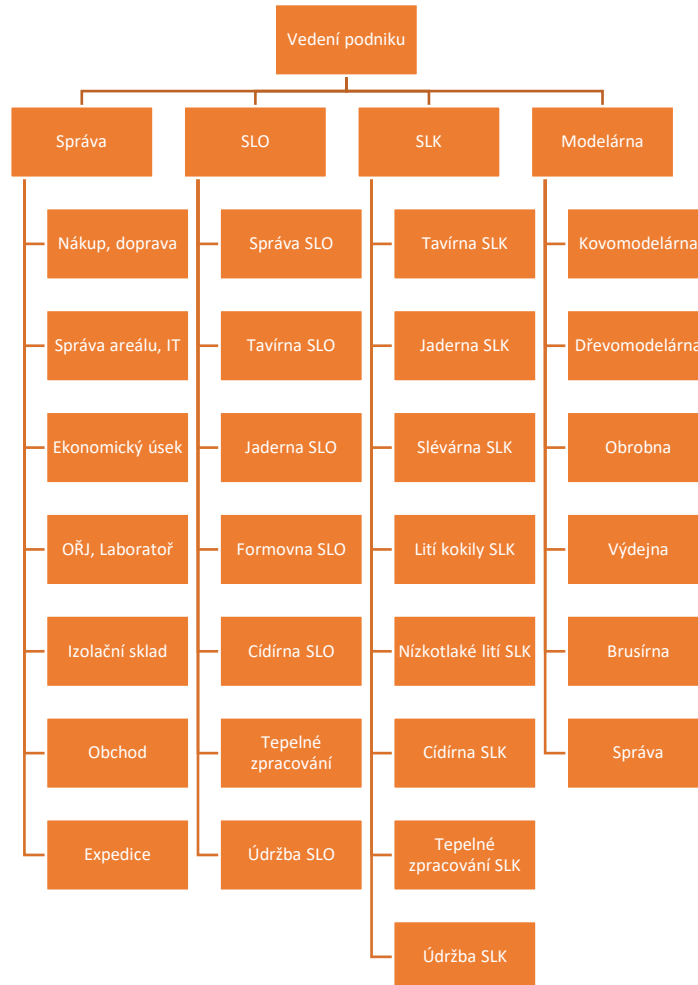 Vedení podniku
Správa
SLO
SLK
Modelárna
Nákup, doprava
Správa SLO
Tavírna SLK
Kovomodelárna
Správa areálu, IT
Tavírna SLO
Jaderna SLK
Dřevomodelárna
Ekonomický úsek
Jaderna SLO
Slévárna SLK
Obrobna
OŘJ, Laboratoř
Formovna SLO
Lití kokily SLK
Výdejna
Izolační sklad
Cídírna SLO
Nízkotlaké lití SLK
Brusírna
Obchod
Tepelné
zpracování
Cídírna SLK
Správa
Expedice
Údržba SLO
Tepelné
zpracování SLK
Údržba SLK